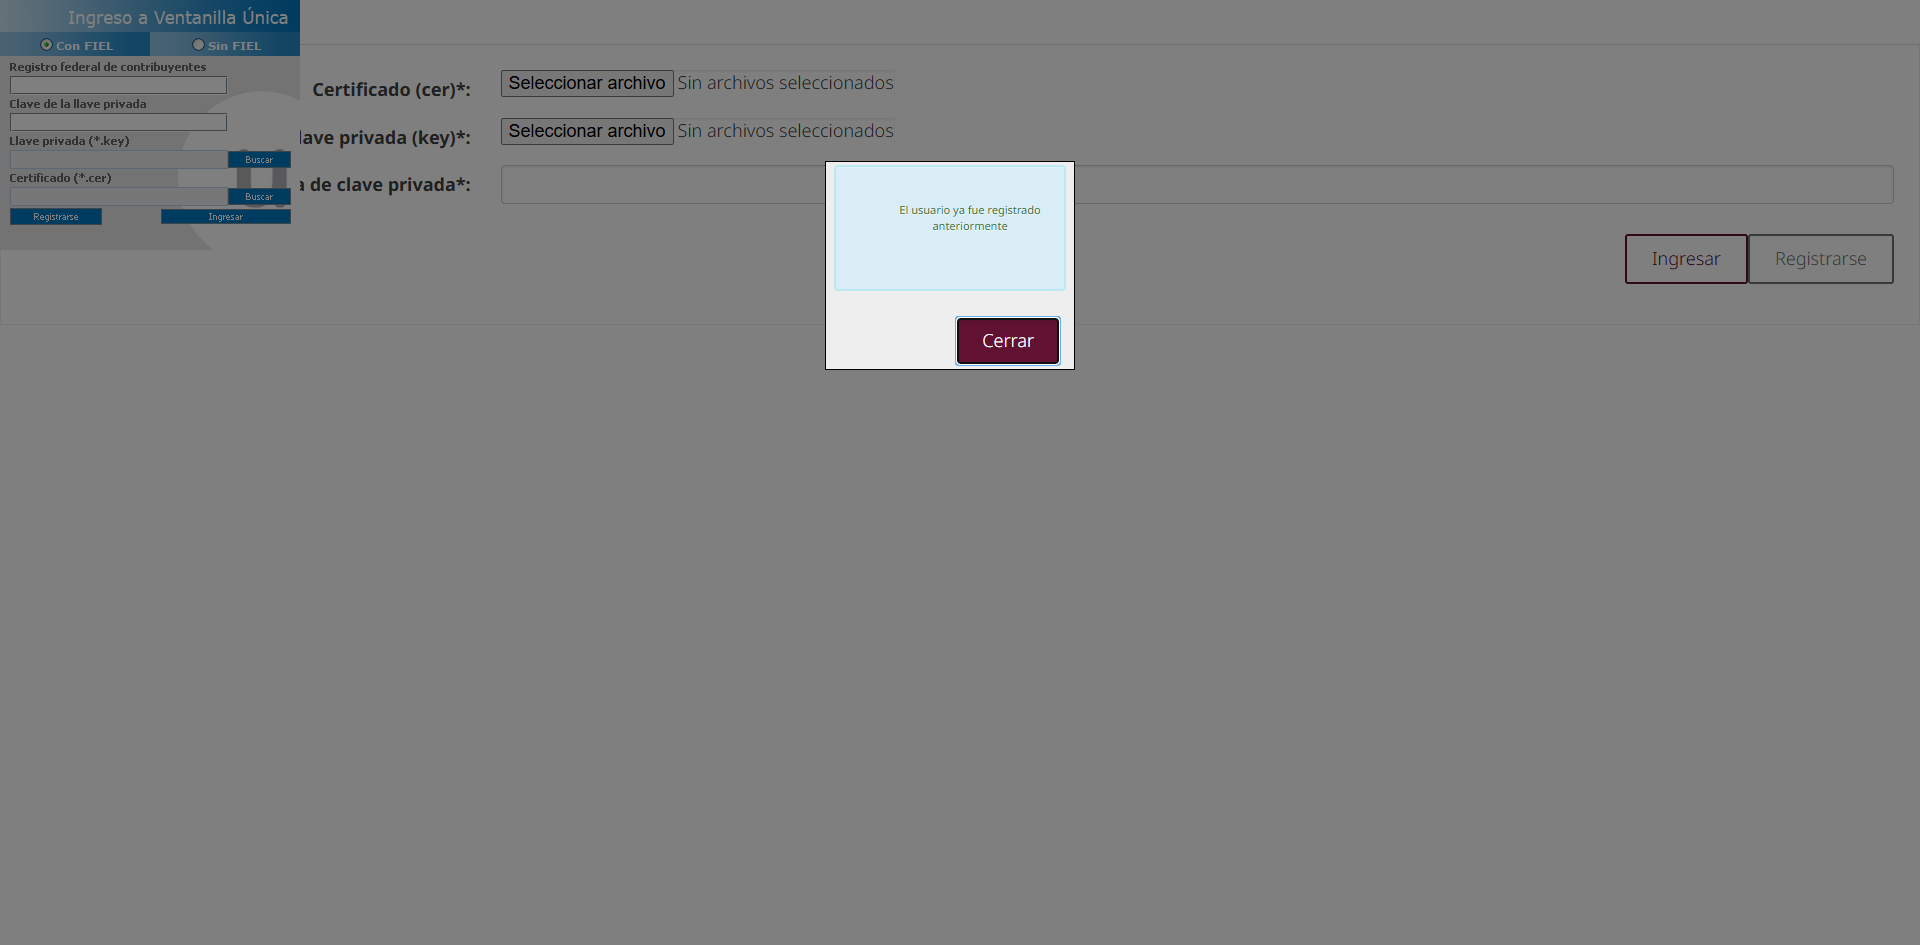 Ingreso a Ventanilla Única
Con FIEL
Sin FIEL
Registro federal de contribuyentes
Clave de la llave privada
Llave privada (*.key)
Buscar
Certificado (*.cer)
Buscar
Registrarse
Ingresar
Certificado (cer)*:
Seleccionar archivo
Sin archivos seleccionados
lave privada (key)*:
Seleccionar archivo
Sin archivos seleccionados
a de clave privada*:
El usuario ya fue registrado
anteriormente
Cerrar
Ingresar
Registrarse